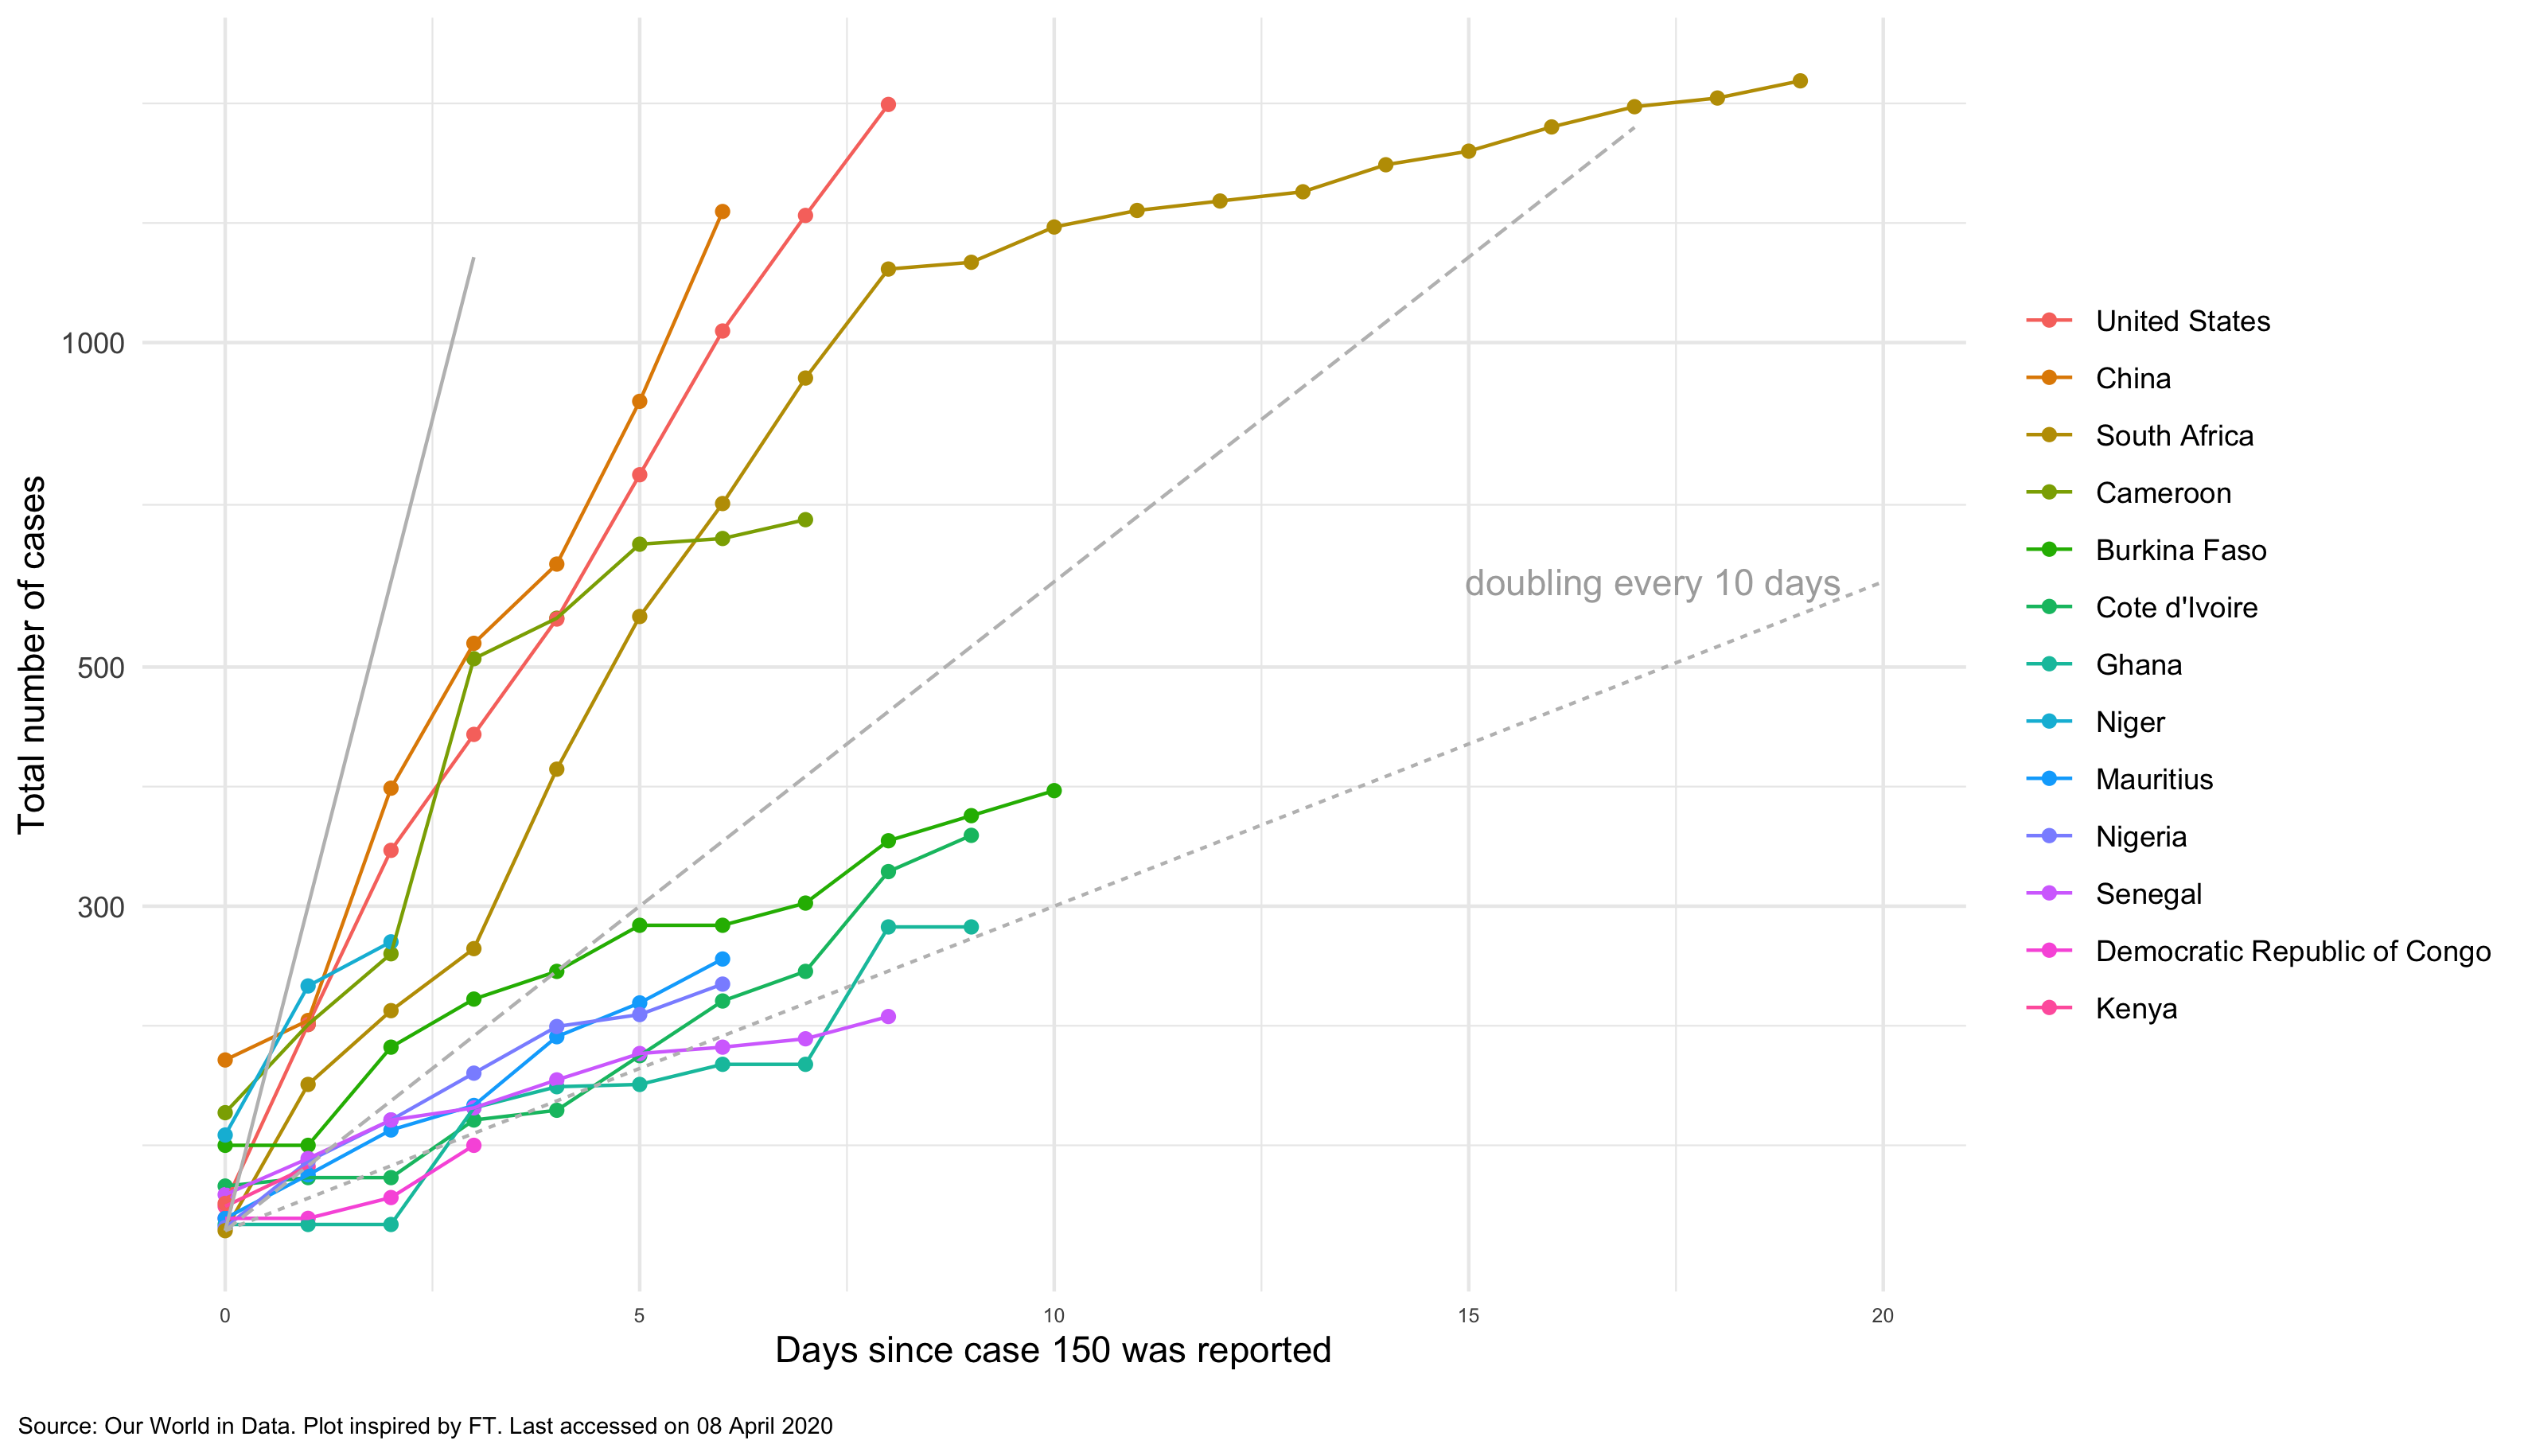 Total number of cases
1000
500
300
doubling every 10 days
0
5
10
15
20
Days since case 150 was reported
United States
China
South Africa
Cameroon
Burkina Faso
Cote d'Ivoire
Ghana
Niger
Mauritius
Nigeria
Senegal
Democratic Republic of Congo
Kenya
Source: Our World in Data. Plot inspired by FT. Last accessed on 08 April 2020